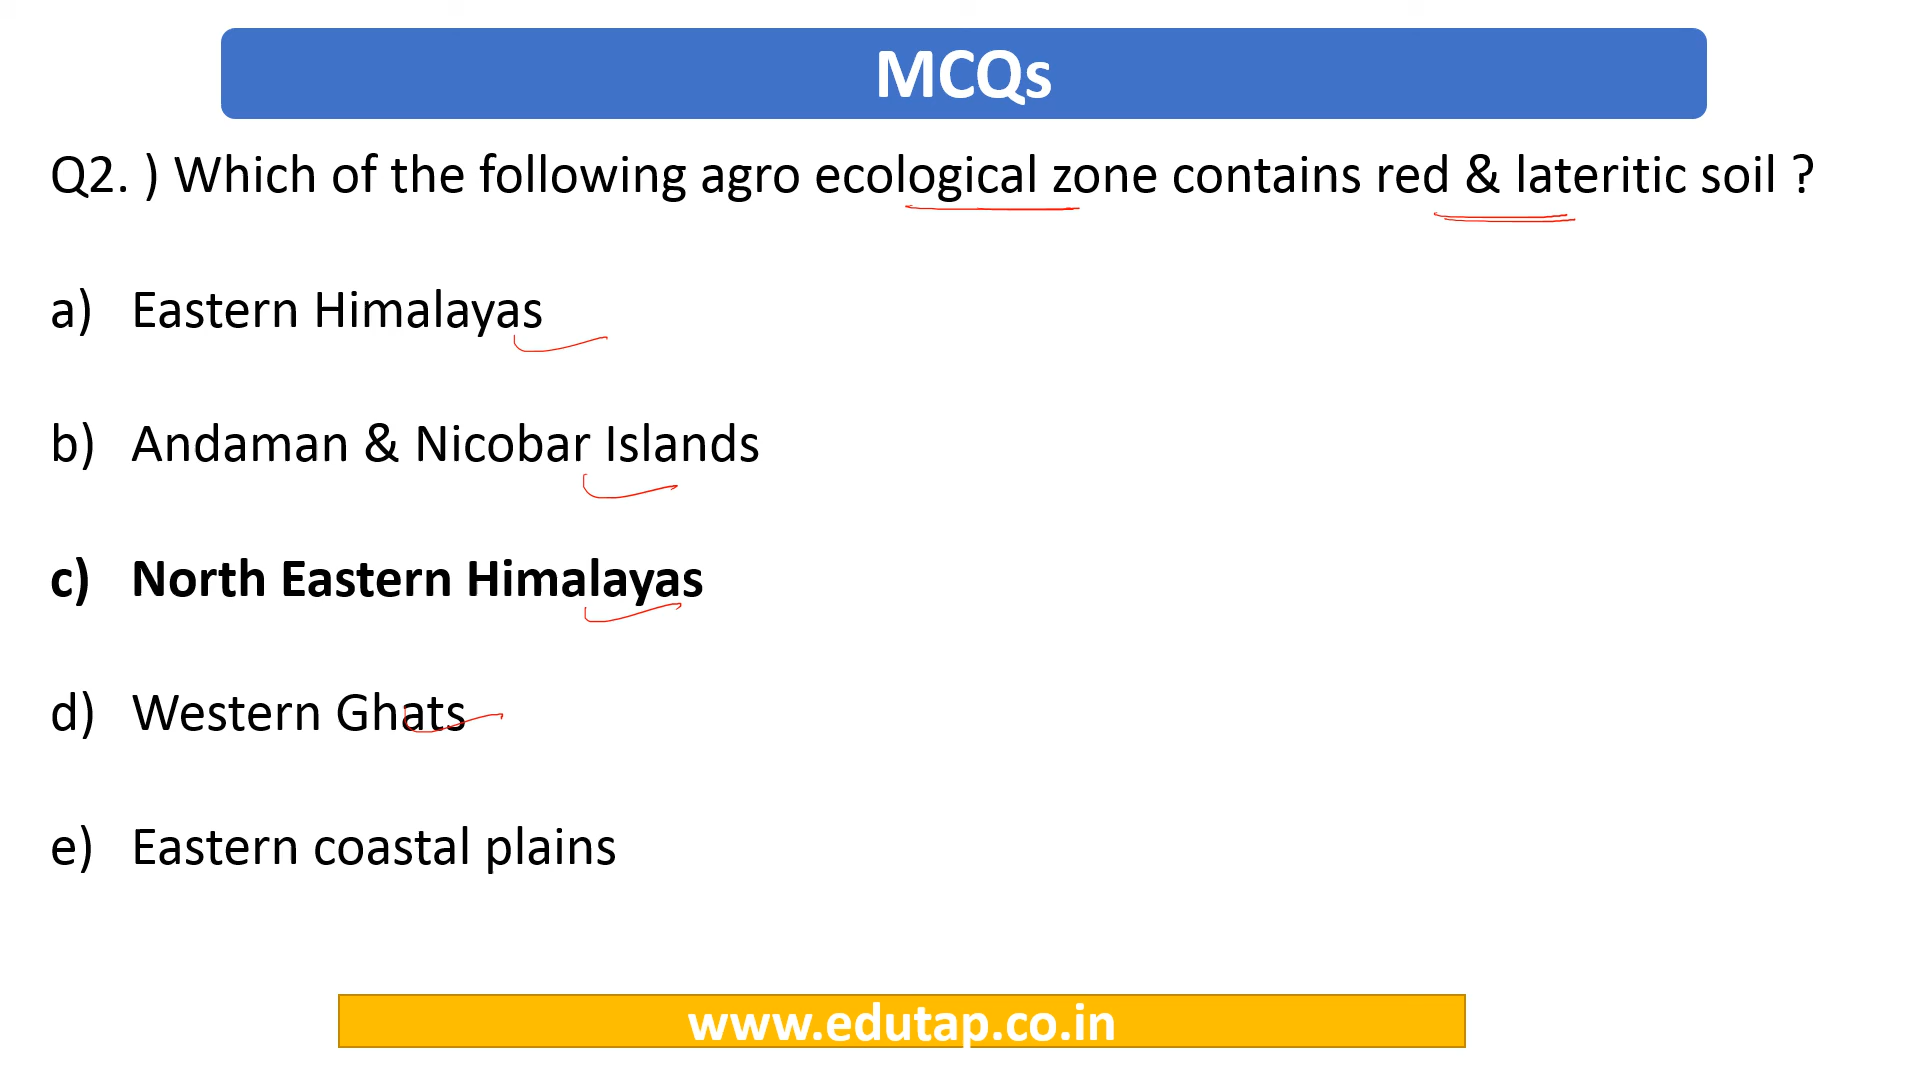 MCQs
Q2. ) Which of the following agro ecological zone contains red & lateritic soil ?
a) Eastern Himalayas
b) Andaman & Nicobar Islands
c) North Eastern Himalayas
d) Western Ghats
e) Eastern coastal plains
www.edutap.co.in